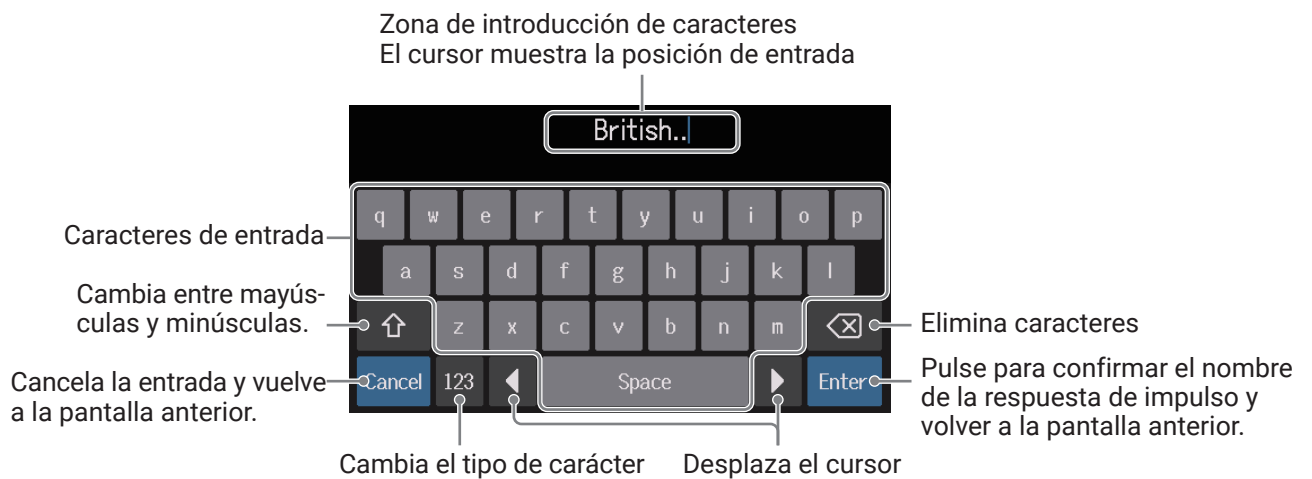 Zona de introducción de caracteres
El cursor muestra la posición de entrada
British..
q w e r t y u i o p
Caracteres de entrada
a s d f g h j k l
Cambia entre mayús-
culas y minúsculas.
z x c v b n m
Elimina caracteres
Cancela la entrada y vuelve
a la pantalla anterior.
Cancel 123 Space Enter
Pulse para confirmar el nombre
de la respuesta de impulso y
volver a la pantalla anterior.
Cambia el tipo de carácter
Desplaza el cursor